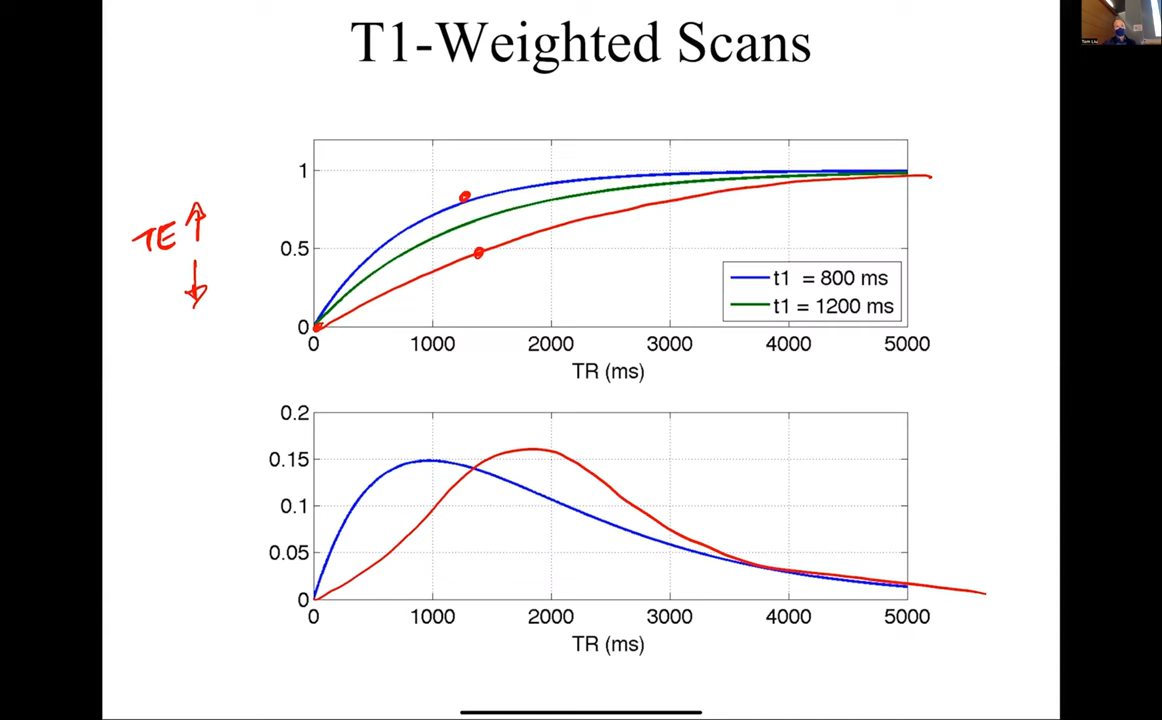 T1-Weighted Scans
Tom Liu
TE
1
0.5
0
0 1000 2000 3000 4000 5000
TR (ms)
t1 = 800 ms
t1 = 1200 ms
0.2
0.15
0.1
0.05
0
0 1000 2000 3000 4000 5000
TR (ms)